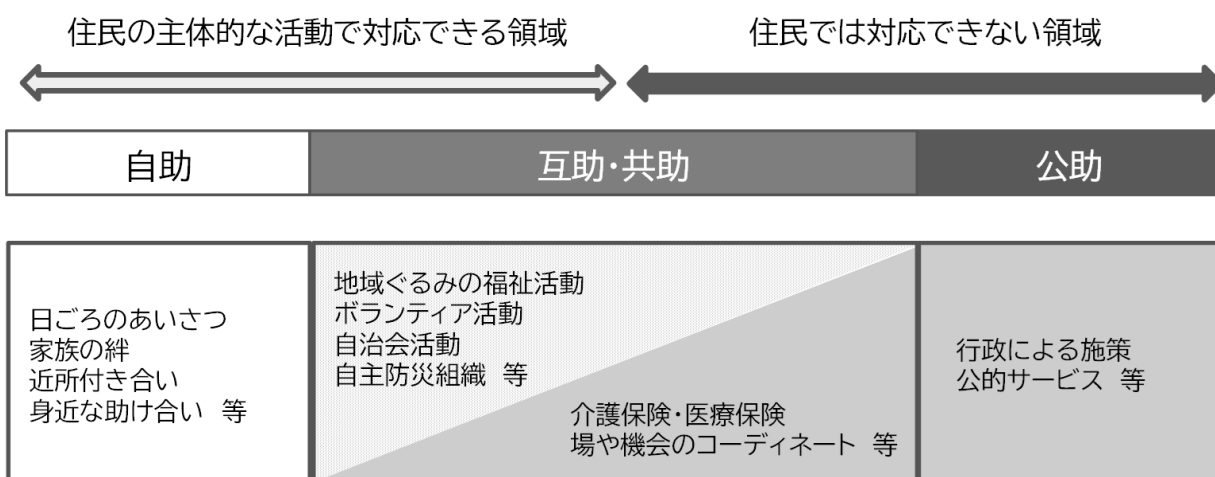 住民の主体的な活動で対応できる領域
住民では対応できない領域
自助
互助・共助
公助
日ごろのあいさつ
家族の絆
近所付き合い
身近な助け合い 等
地域ぐるみの福祉活動
ボランティア活動
自治会活動
自主防災組織 等
介護保険・医療保険
場や機会のコーディネート 等
行政による施策
公的サービス 等